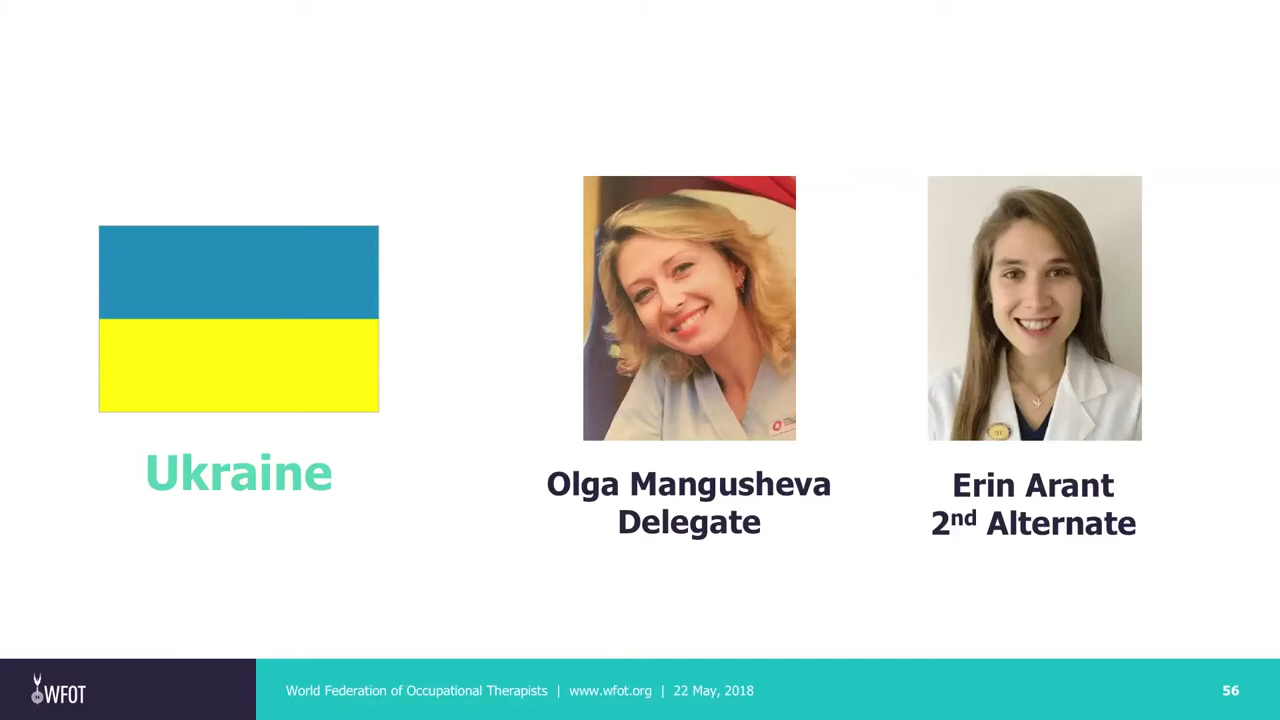 Ukraine
Olga Mangusheva
Delegate
Erin Arant
2nd Alternate
WFOT
World Federation of Occupational Therapists | www.wfot.org | 22 May, 2018
56